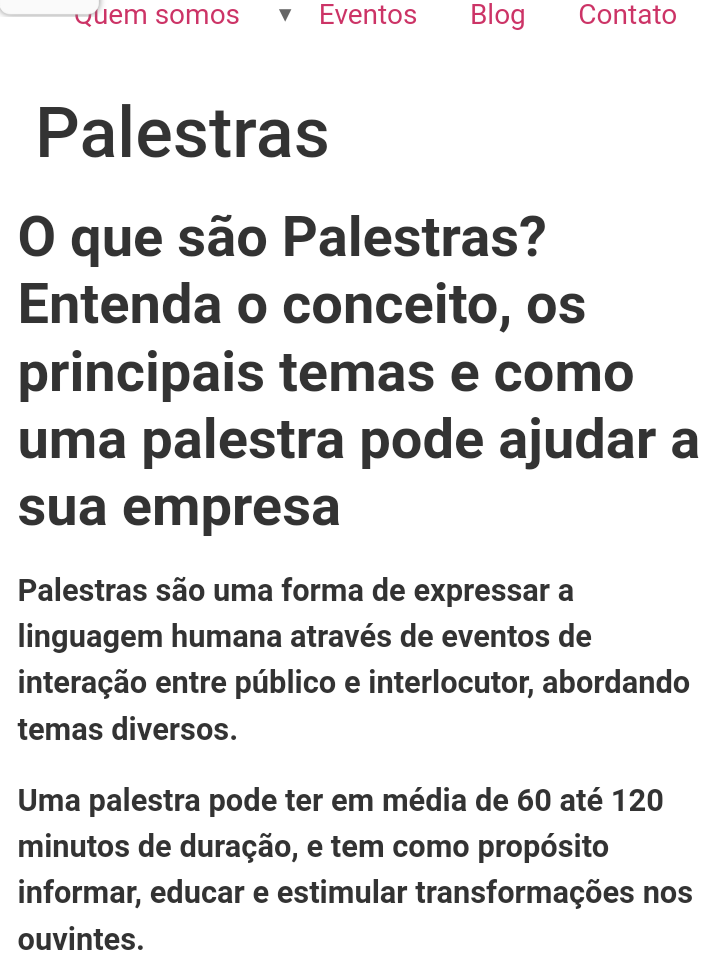 Quem somos ▼ Eventos Blog Contato
Palestras
O que são Palestras?
Entenda o conceito, os
principais temas e como
uma palestra pode ajudar a
sua empresa
Palestras são uma forma de expressar a
linguagem humana através de eventos de
interação entre público e interlocutor, abordando
temas diversos.
Uma palestra pode ter em média de 60 até 120
minutos de duração, e tem como propósito
informar, educar e estimular transformações nos
ouvintes.